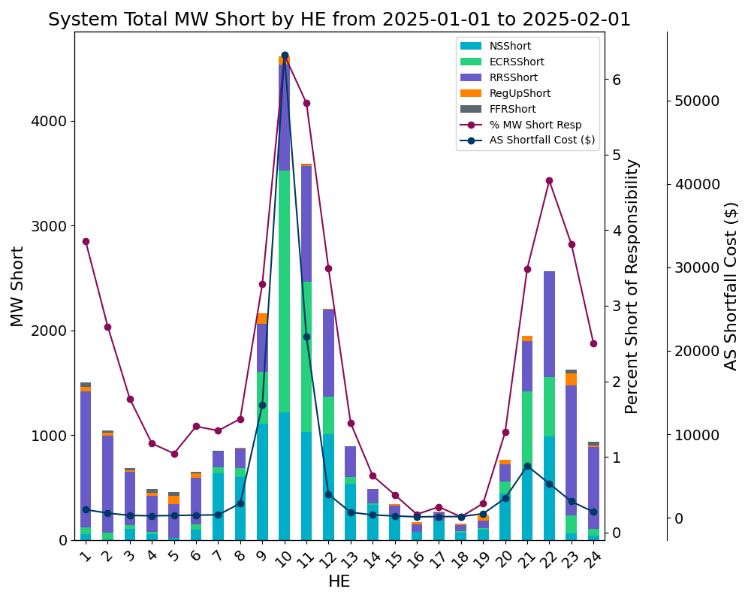 System Total MW Short by HE from 2025-01-01 to 2025-02-01
NSShort
ECRSShort
RRSShort
RegUpShort
FFRShort
% MW Short Resp
AS Shortfall Cost ($)
MW Short
4000
3000
2000
1000
0
6
5
4
3
2
1
0
Percent Short of Responsibility
50000
40000
30000
20000
10000
0
AS Shortfall Cost ($)
1 2 3 4 5 6 7 8 9 10 11 12 13 14 15 16 17 18 19 20 21 22 23 24
HE